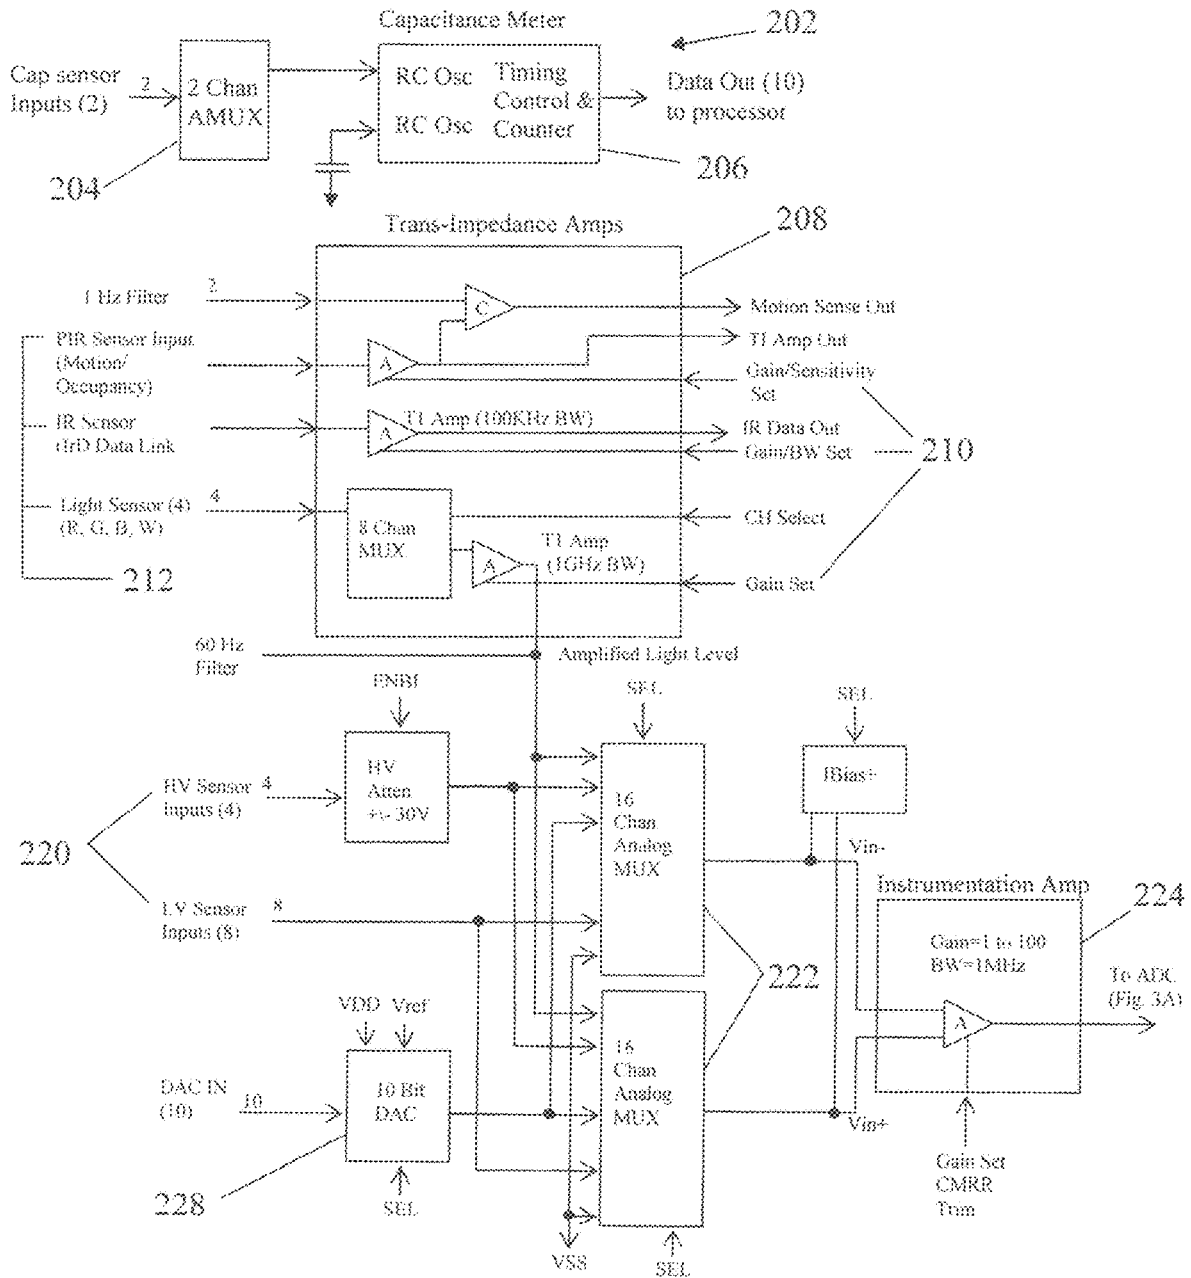 Capacitance Meter
202
Cap sensor
Inputs (2)
2
2 Chan
AMUX
RC Osc
RC Osc
Timing
Control &
Counter
Data Out (10)
to processor
204
206
Trans-Impedance Amps
208
1 Hz Filter
2
C
Motion Sense Out
PIR Sensor Input
(Motion/
Occupancy)
A
TI Amp Out
Gain/Sensitivity
Set
IR Sensor
(IrD Data Link
A
TI Amp (100KHz BW)
IR Data Out
Gain/BW Set
210
Light Sensor (4)
(R, G, B, W)
4
8 Chan
MUX
CH Select
TI Amp
(1GHz BW)
A
Gain Set
212
60 Hz
Filter
Amplified Light Level
ENBI
SEL
SEL
HV Sensor
inputs (4)
4
HV
Atten
+\- 30V
16
Chan
Analog
MUX
IBias+
220
Vin-
LV Sensor
Inputs (8)
8
Instrumentation Amp
224
Gain=1 to 100
BW=1MHz
222
To ADC
(Fig. 3A)
A
VDD
Vref
DAC IN
(10)
10
10 Bit
DAC
16
Chan
Analog
MUX
Vin+
228
SEL
Gain Set
CMRR
Trim
VSS
SEL